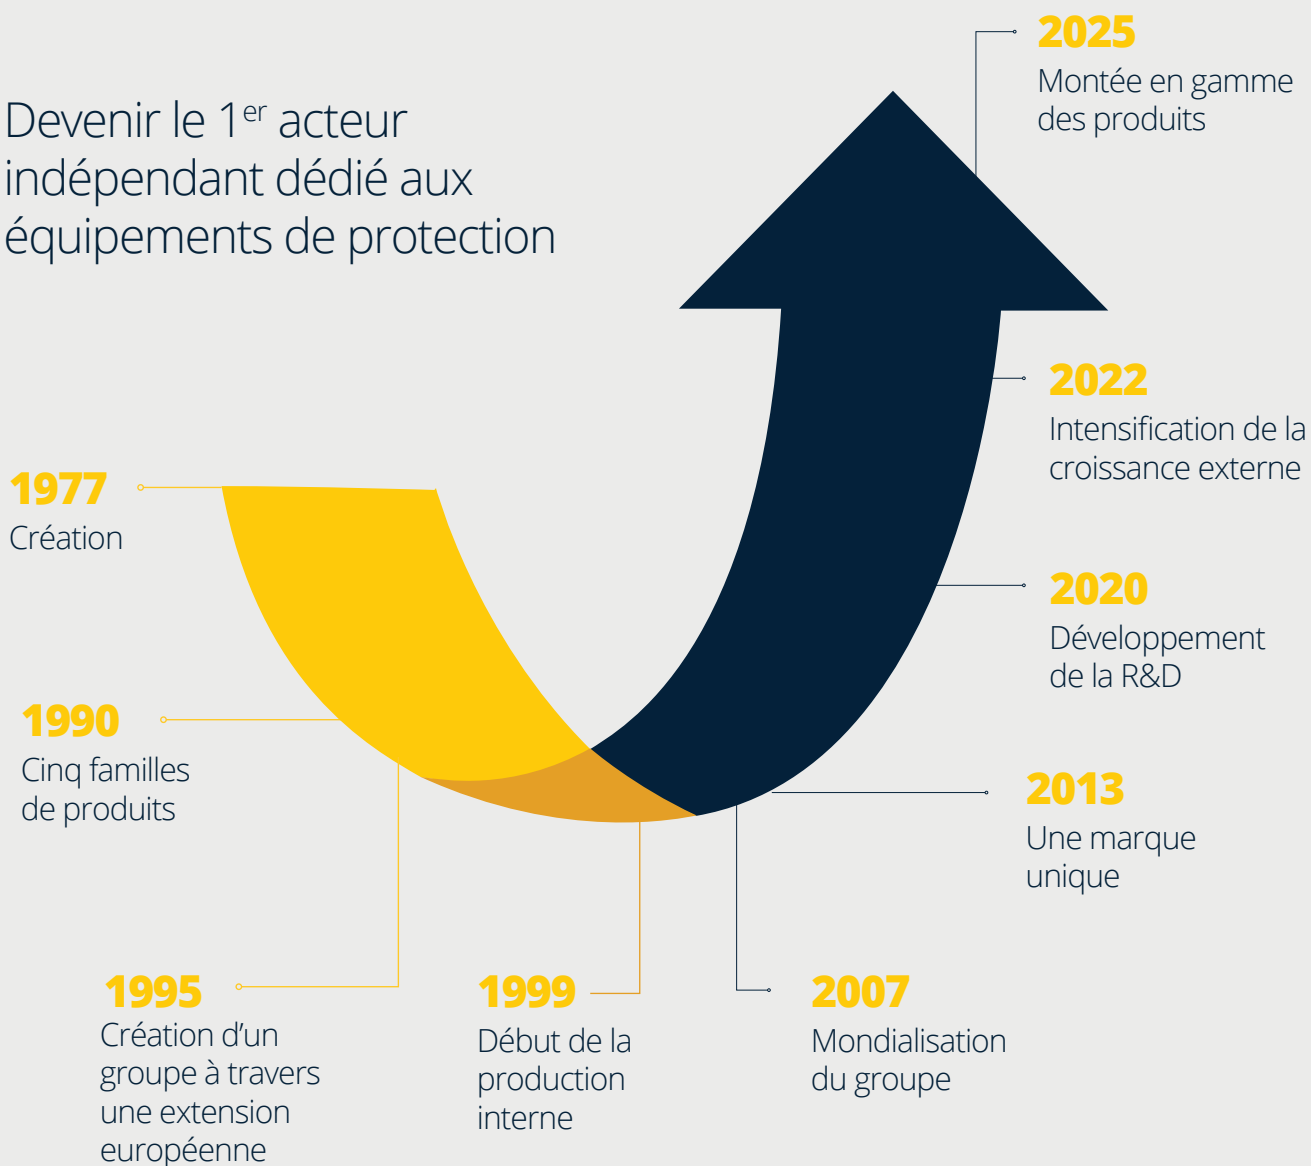 Devenir le 1er acteur
indépendant dédié aux
équipements de protection
1977
Création
1990
Cinq familles
de produits
1995
Création d’un
groupe à travers
une extension
européenne
1999
Début de la
production
interne
2007
Mondialisation
du groupe
2013
Une marque
unique
2020
Développement
de la R&D
2022
Intensification de la
croissance externe
2025
Montée en gamme
des produits